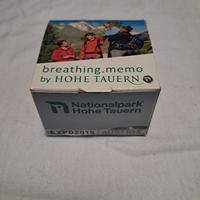 breathing.memo
by HOHE TAUERN
Nationalpark
Hohe Tauern
EXPO2015